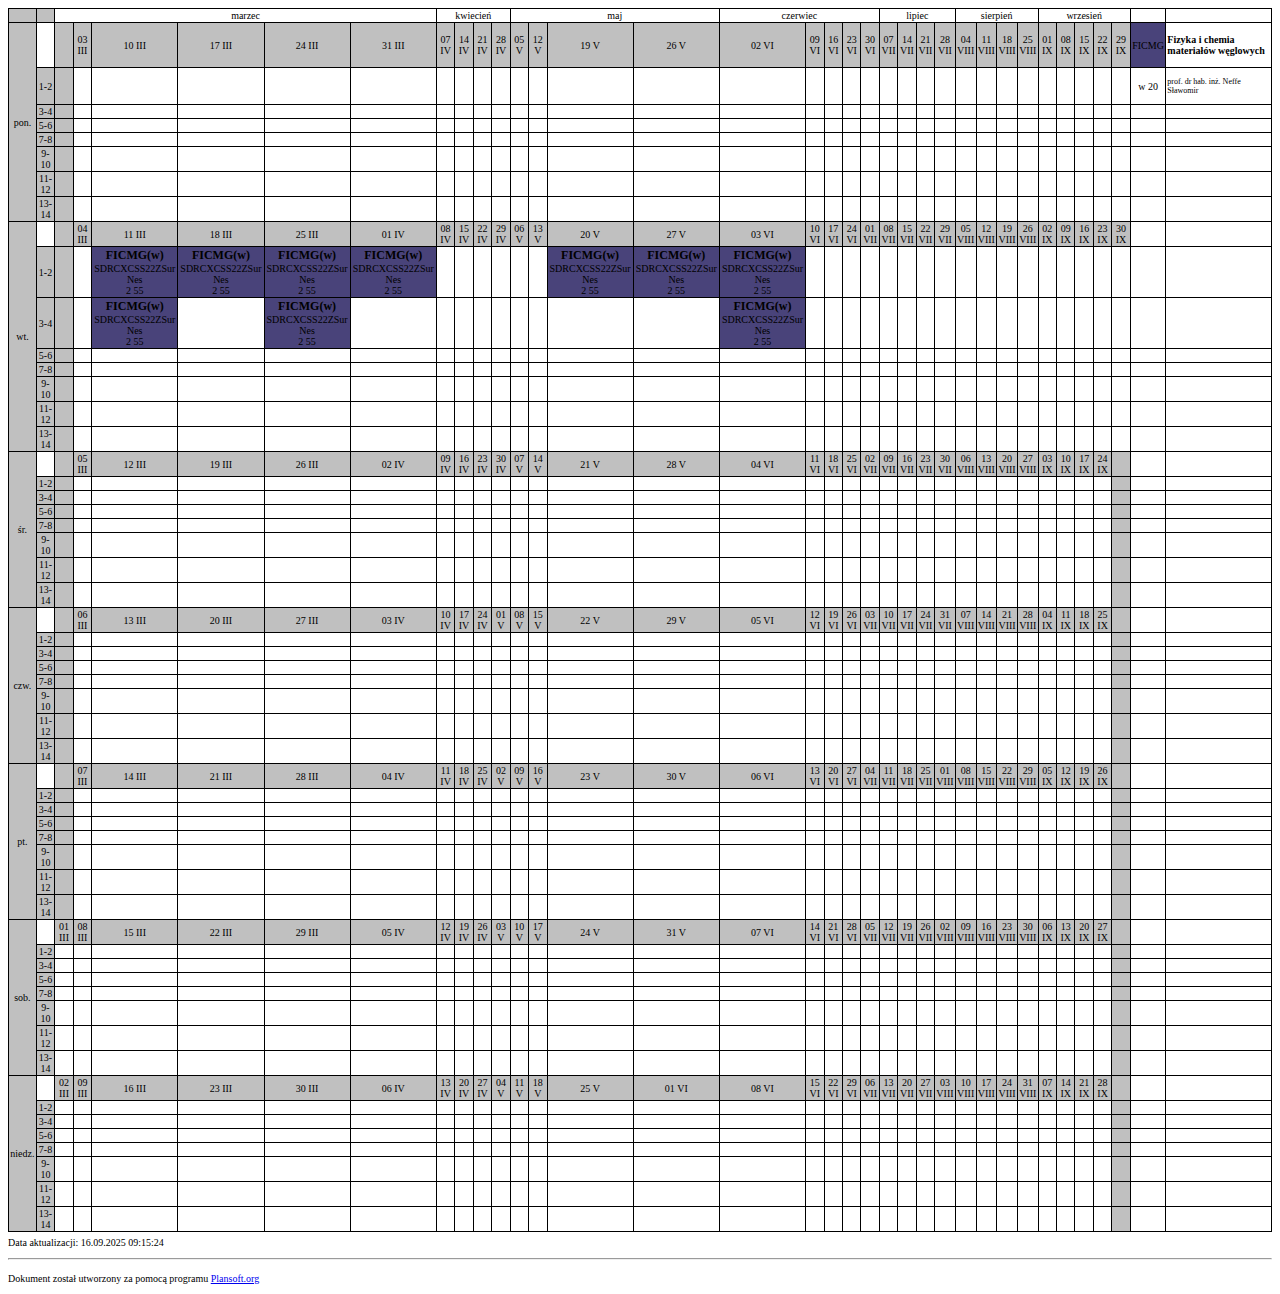 marzec kwiecień maj czerwiec lipiec sierpień wrzesień
pon. 03 III 10 III 17 III 24 III 31 III 07 IV 14 IV 21 IV 28 IV 05 V 12 V 19 V 26 V 02 VI 09 VI 16 VI 23 VI 30 VI 07 VII 14 VII 21 VII 28 VII 04 VIII 11 VIII 18 VIII 25 VIII 01 IX 08 IX 15 IX 22 IX 29 IX FICMG Fizyka i chemia materiałów węglowych
1-2 w 20 prof. dr hab. inż. Neffe Sławomir
3-4
5-6
7-8
9-10
11-12
13-14
wt. 04 III 11 III 18 III 25 III 01 IV 08 IV 15 IV 22 IV 29 IV 06 V 13 V 20 V 27 V 03 VI 10 VI 17 VI 24 VI 01 VII 08 VII 15 VII 22 VII 29 VII 05 VIII 12 VIII 19 VIII 26 VIII 02 IX 09 IX 16 IX 23 IX 30 IX
1-2 FICMG(w) FICMG(w) FICMG(w) FICMG(w) FICMG(w) FICMG(w) FICMG(w)
SDRCXCSS22ZSur SDRCXCSS22ZSur SDRCXCSS22ZSur SDRCXCSS22ZSur SDRCXCSS22ZSur SDRCXCSS22ZSur SDRCXCSS22ZSur
Nes Nes Nes Nes Nes Nes Nes
2 55 2 55 2 55 2 55 2 55 2 55 2 55
3-4 FICMG(w) FICMG(w) FICMG(w)
SDRCXCSS22ZSur SDRCXCSS22ZSur SDRCXCSS22ZSur
Nes Nes Nes
2 55 2 55 2 55
5-6
7-8
9-10
11-12
13-14
śr. 05 III 12 III 19 III 26 III 02 IV 09 IV 16 IV 23 IV 30 IV 07 V 14 V 21 V 28 V 04 VI 11 VI 18 VI 25 VI 02 VII 09 VII 16 VII 23 VII 30 VII 06 VIII 13 VIII 20 VIII 27 VIII 03 IX 10 IX 17 IX 24 IX
1-2
3-4
5-6
7-8
9-10
11-12
13-14
czw. 06 III 13 III 20 III 27 III 03 IV 10 IV 17 IV 24 IV 01 V 08 V 15 V 22 V 29 V 05 VI 12 VI 19 VI 26 VI 03 VII 10 VII 17 VII 24 VII 31 VII 07 VIII 14 VIII 21 VIII 28 VIII 04 IX 11 IX 18 IX 25 IX
1-2
3-4
5-6
7-8
9-10
11-12
13-14
pt. 07 III 14 III 21 III 28 III 04 IV 11 IV 18 IV 25 IV 02 V 09 V 16 V 23 V 30 V 06 VI 13 VI 20 VI 27 VI 04 VII 11 VII 18 VII 25 VII 01 VIII 08 VIII 15 VIII 22 VIII 29 VIII 05 IX 12 IX 19 IX 26 IX
1-2
3-4
5-6
7-8
9-10
11-12
13-14
sob. 01 III 08 III 15 III 22 III 29 III 05 IV 12 IV 19 IV 26 IV 03 V 10 V 17 V 24 V 31 V 07 VI 14 VI 21 VI 28 VI 05 VII 12 VII 19 VII 26 VII 02 VIII 09 VIII 16 VIII 23 VIII 30 VIII 06 IX 13 IX 20 IX 27 IX
1-2
3-4
5-6
7-8
9-10
11-12
13-14
niedz. 02 III 09 III 16 III 23 III 30 III 06 IV 13 IV 20 IV 27 IV 04 V 11 V 18 V 25 V 01 VI 08 VI 15 VI 22 VI 29 VI 06 VII 13 VII 20 VII 27 VII 03 VIII 10 VIII 17 VIII 24 VIII 31 VIII 07 IX 14 IX 21 IX 28 IX
1-2
3-4
5-6
7-8
9-10
11-12
13-14
Data aktualizacji: 16.09.2025 09:15:24
Dokument został utworzony za pomocą programu Plansoft.org